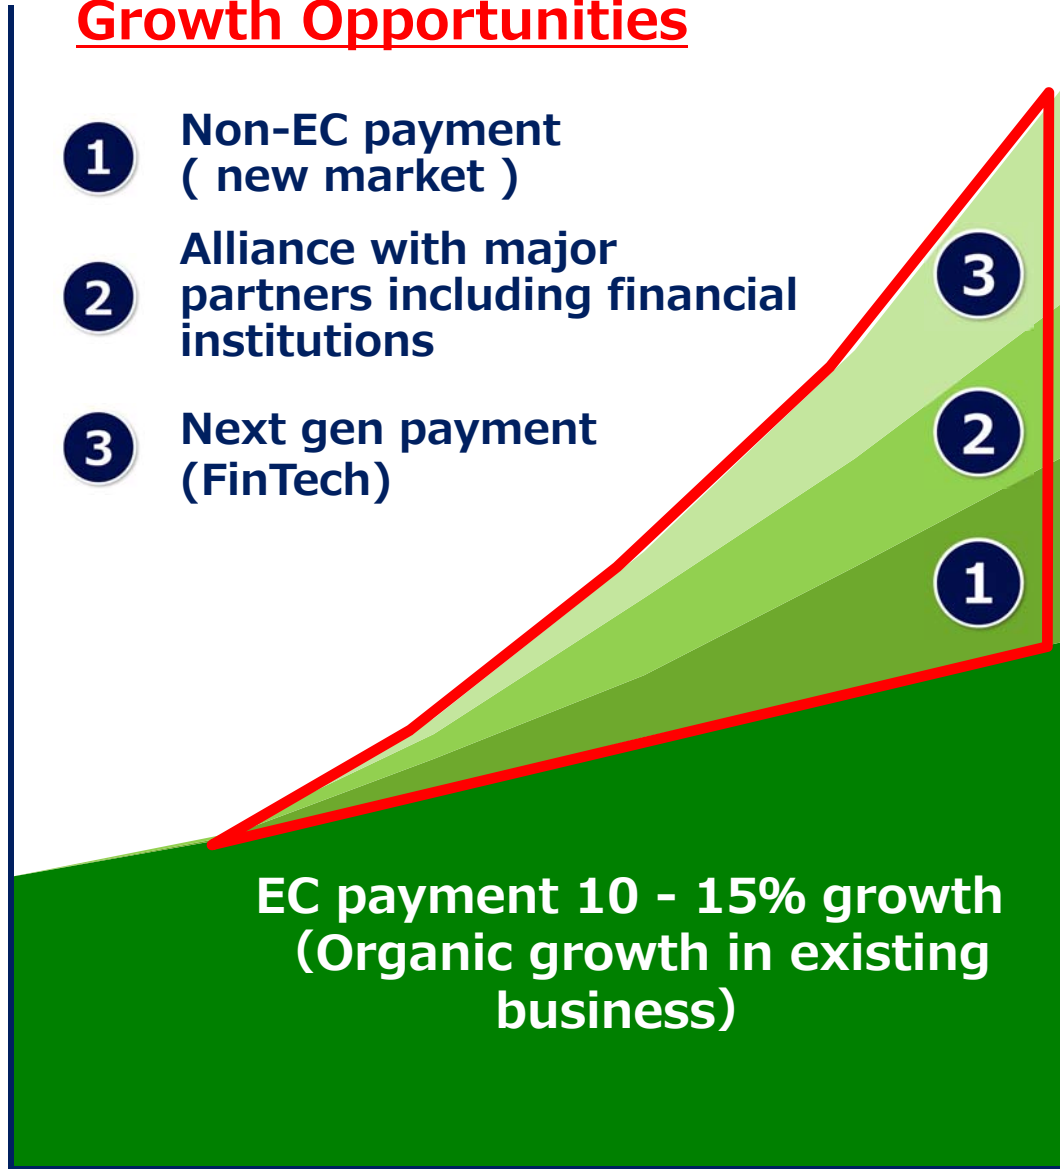 Growth Opportunities
1 Non-EC payment
( new market )
2 Alliance with major
partners including financial
institutions
3 Next gen payment
(FinTech)
3
2
1
EC payment 10 - 15% growth
（Organic growth in existing
business）